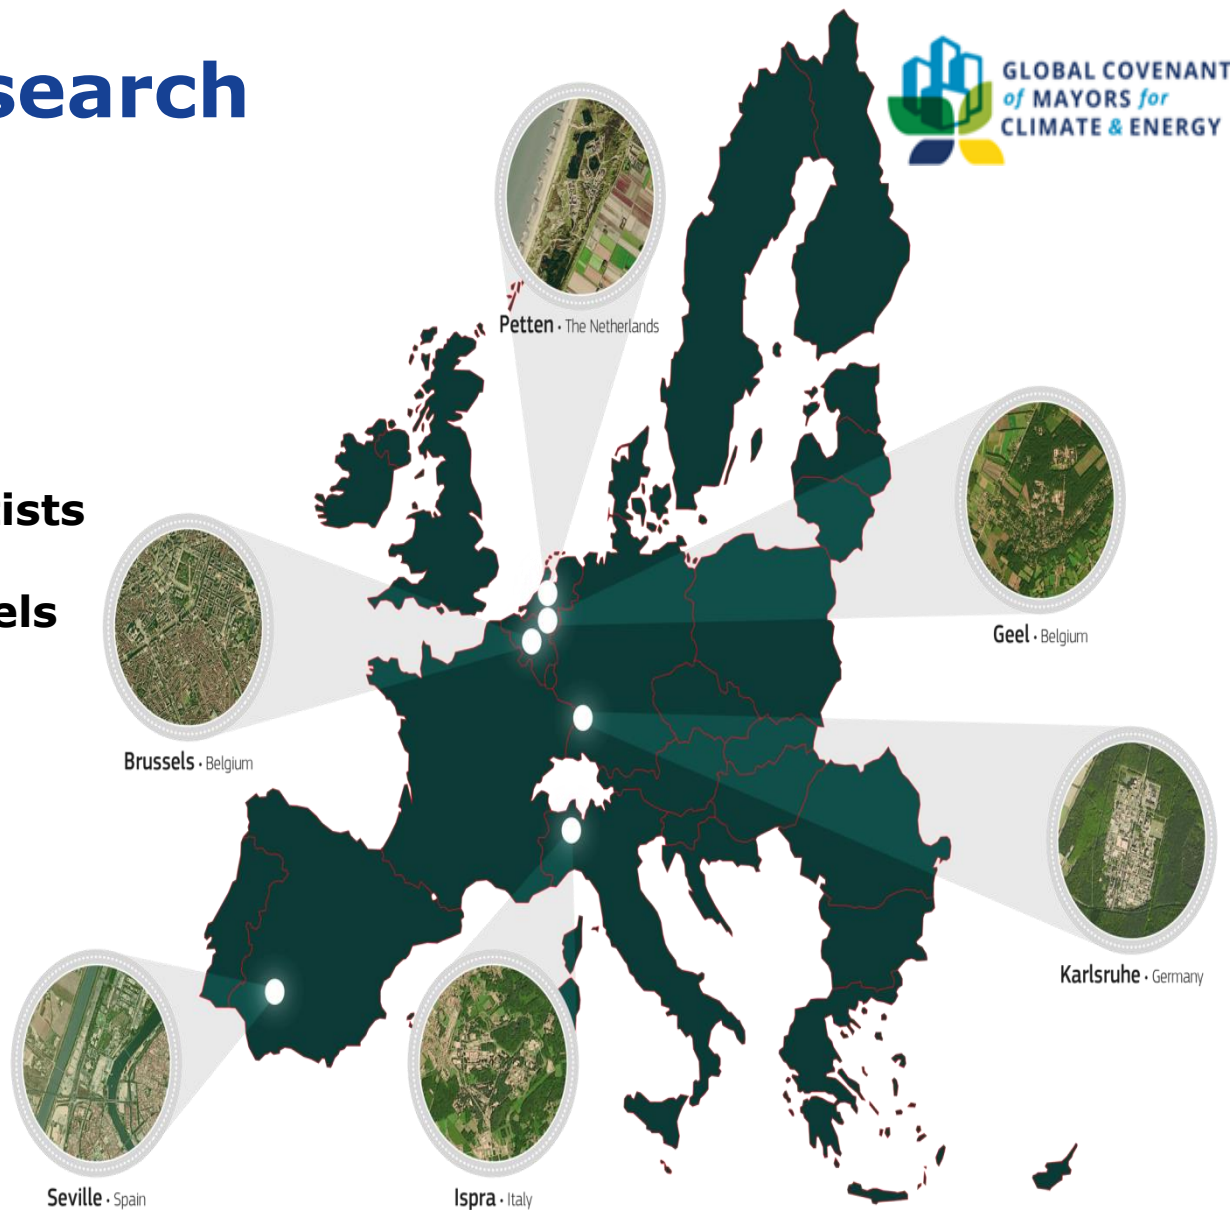 search
GLOBAL COVENANT
of MAYORS for
CLIMATE & ENERGY
Petten · The Netherlands
ists
els
Geel · Belgium
Brussels · Belgium
Karlsruhe · Germany
Seville · Spain
Ispra · Italy